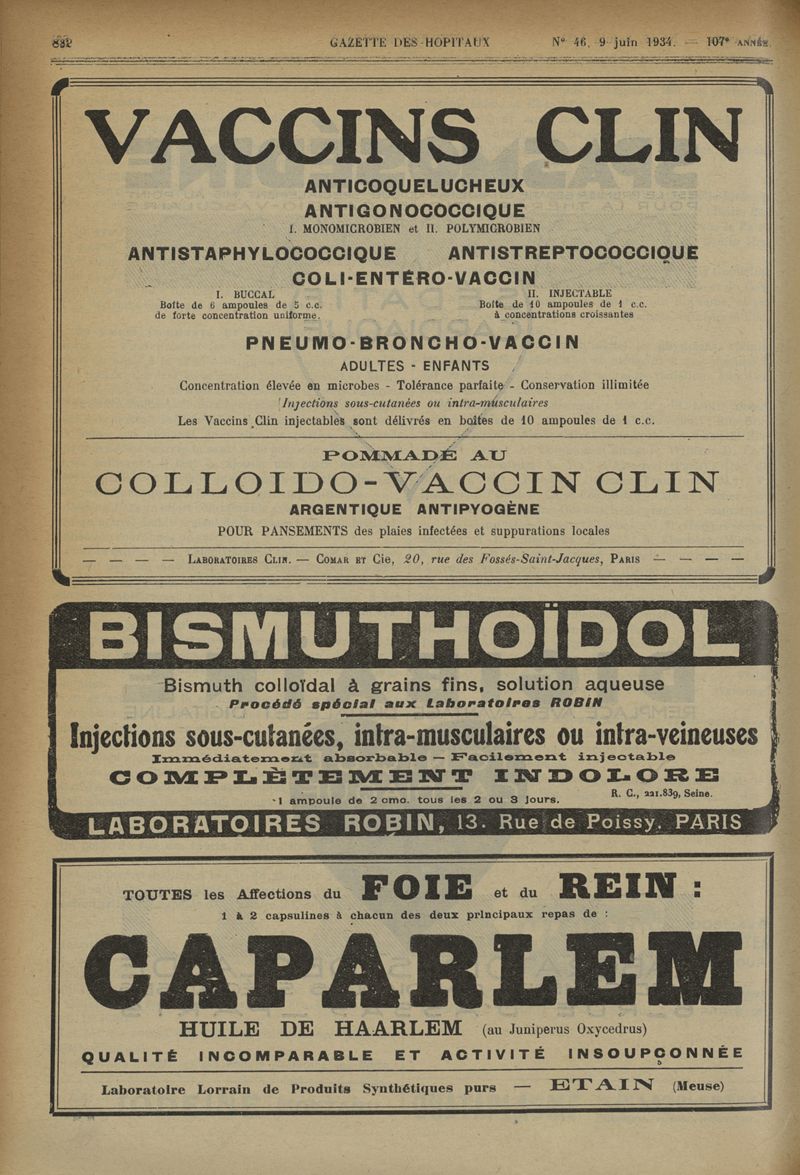 GAZETTE DES HOPITAUX N° 46, 9 juin 1934. — 107e ANNÉE.
VACCINS CLIN
ANTICOQUELUCHEUX
ANTIGONOCOCCIQUE
I. MONOMICROBIEN et II. POLYMICROBIEN
ANTISTAPHYLOCOCCIQUE ANTISTREPTOCOCCIQUE
COLI-ENTÉRO-VACCIN
I. BUCCAL II. INJECTABLE
Boîte de 6 ampoules de 5 c.c. Boîte de 10 ampoules de 1 c.c.
de forte concentration uniforme. à concentrations croissantes
PNEUMO-BRONCHO-VACCIN
ADULTES - ENFANTS
Concentration élevée en microbes - Tolérance parfaite - Conservation illimitée
Injections sous-cutanées ou intra-musculaires
Les Vaccins Clin injectables sont délivrés en boîtes de 10 ampoules de 1 c.c.
POMMADE AU
COLLOIDO-VACCIN CLIN
ARGENTIQUE ANTIPYOGÈNE
POUR PANSEMENTS des plaies infectées et suppurations locales
— — — — LABORATOIRES CLIN. — COMAR ET Cie, 20, rue des Fossés-Saint-Jacques, PARIS — — — —
BISMUTHOÏDOL
Bismuth colloïdal à grains fins, solution aqueuse
Procédé spécial aux Laboratoires ROBIN
Injections sous-cutanées, intra-musculaires ou intra-veineuses
Immédiatement absorbable — Facilement injectable
COMPLÈTEMENT INDOLORE
1 ampoule de 2 cmc. tous les 2 ou 3 jours. R. C., 221.839, Seine.
LABORATOIRES ROBIN, 13. Rue de Poissy. PARIS
TOUTES les Affections du FOIE et du REIN :
1 à 2 capsulines à chacun des deux principaux repas de :
CAPARLEM
HUILE DE HAARLEM (au Juniperus Oxycedrus)
QUALITÉ INCOMPARABLE ET ACTIVITÉ INSOUPÇONNÉE
Laboratoire Lorrain de Produits Synthétiques purs — ETAIN (Meuse)